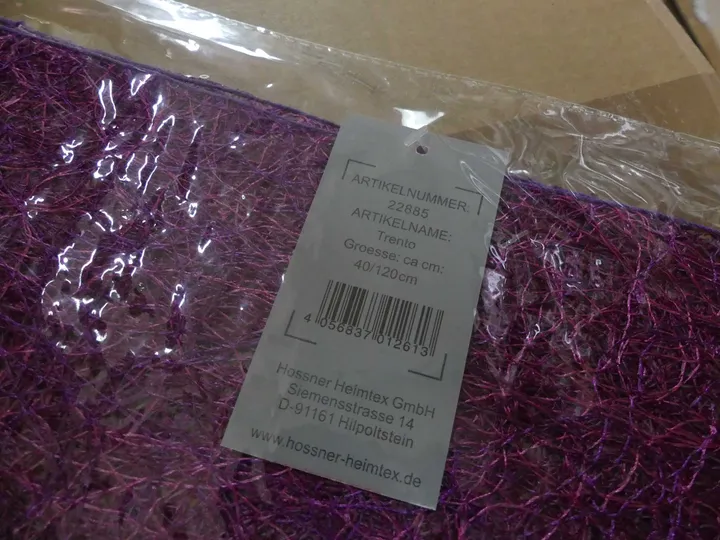 ARTIKELNUMMER:
22885
ARTIKELNAME:
Trento
Groesse: ca cm:
40/120cm
4 056837 012613
Hossner Heimtex GmbH
Siemensstrasse 14
D-91161 Hilpoltstein
www.hossner-heimtex.de